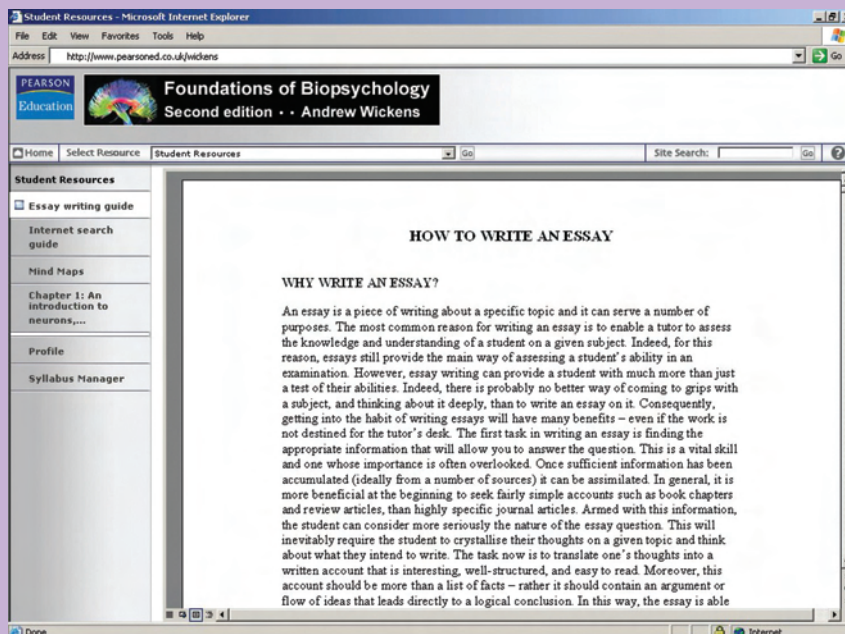 Student Resources - Microsoft Internet Explorer
File Edit View Favorites Tools Help
Address http://www.pearsoned.co.uk/wickens Go
PEARSON
Education
Foundations of Biopsychology
Second edition · · Andrew Wickens
Home Select Resource Student Resources Go Site Search: Go ?
Student Resources
Essay writing guide
Internet search
guide
Mind Maps
Chapter 1: An
introduction to
neurons,...
Profile
Syllabus Manager
HOW TO WRITE AN ESSAY
WHY WRITE AN ESSAY?
An essay is a piece of writing about a specific topic and it can serve a number of
purposes. The most common reason for writing an essay is to enable a tutor to assess
the knowledge and understanding of a student on a given subject. Indeed, for this
reason, essays still provide the main way of assessing a student's ability in an
examination. However, essay writing can provide a student with much more than just
a test of their abilities. Indeed, there is probably no better way of coming to grips with
a subject, and thinking about it deeply, than to write an essay on it. Consequently,
getting into the habit of writing essays will have many benefits – even if the work is
not destined for the tutor's desk. The first task in writing an essay is finding the
appropriate information that will allow you to answer the question. This is a vital skill
and one whose importance is often overlooked. Once sufficient information has been
accumulated (ideally from a number of sources) it can be assimilated. In general, it is
more beneficial at the beginning to seek fairly simple accounts such as book chapters
and review articles, than highly specific journal articles. Armed with this information,
the student can consider more seriously the nature of the essay question. This will
inevitably require the student to crystallise their thoughts on a given topic and think
about what they intend to write. The task now is to translate one's thoughts into a
written account that is interesting, well-structured, and easy to read. Moreover, this
account should be more than a list of facts – rather it should contain an argument or
flow of ideas that leads directly to a logical conclusion. In this way, the essay is able
Done Internet